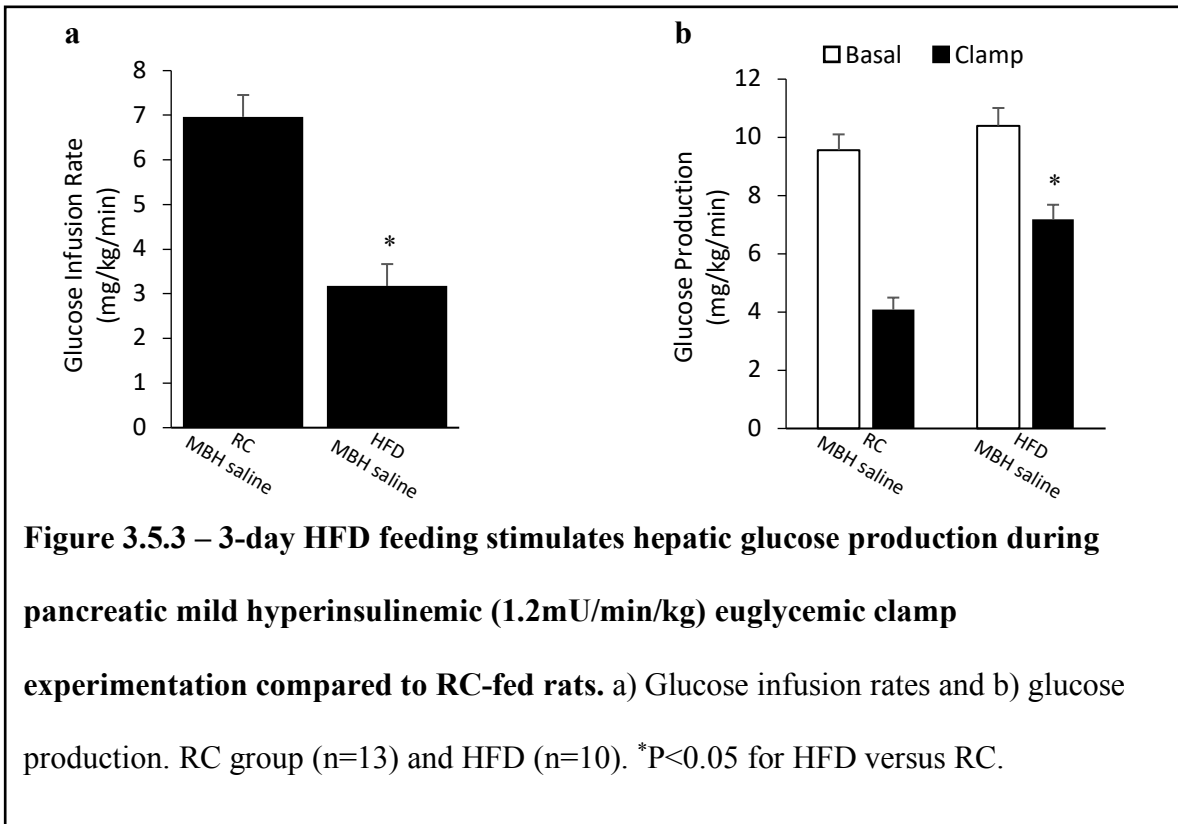 a
8
7
6
5
4
3
2
1
0
Glucose Infusion Rate
(mg/kg/min)
*
RC
MBH saline
HFD
MBH saline
b
Basal Clamp
12
10
8
6
4
2
0
Glucose Production
(mg/kg/min)
*
RC
MBH saline
HFD
MBH saline
Figure 3.5.3 – 3-day HFD feeding stimulates hepatic glucose production during
pancreatic mild hyperinsulinemic (1.2mU/min/kg) euglycemic clamp
experimentation compared to RC-fed rats. a) Glucose infusion rates and b) glucose
production. RC group (n=13) and HFD (n=10). *P<0.05 for HFD versus RC.